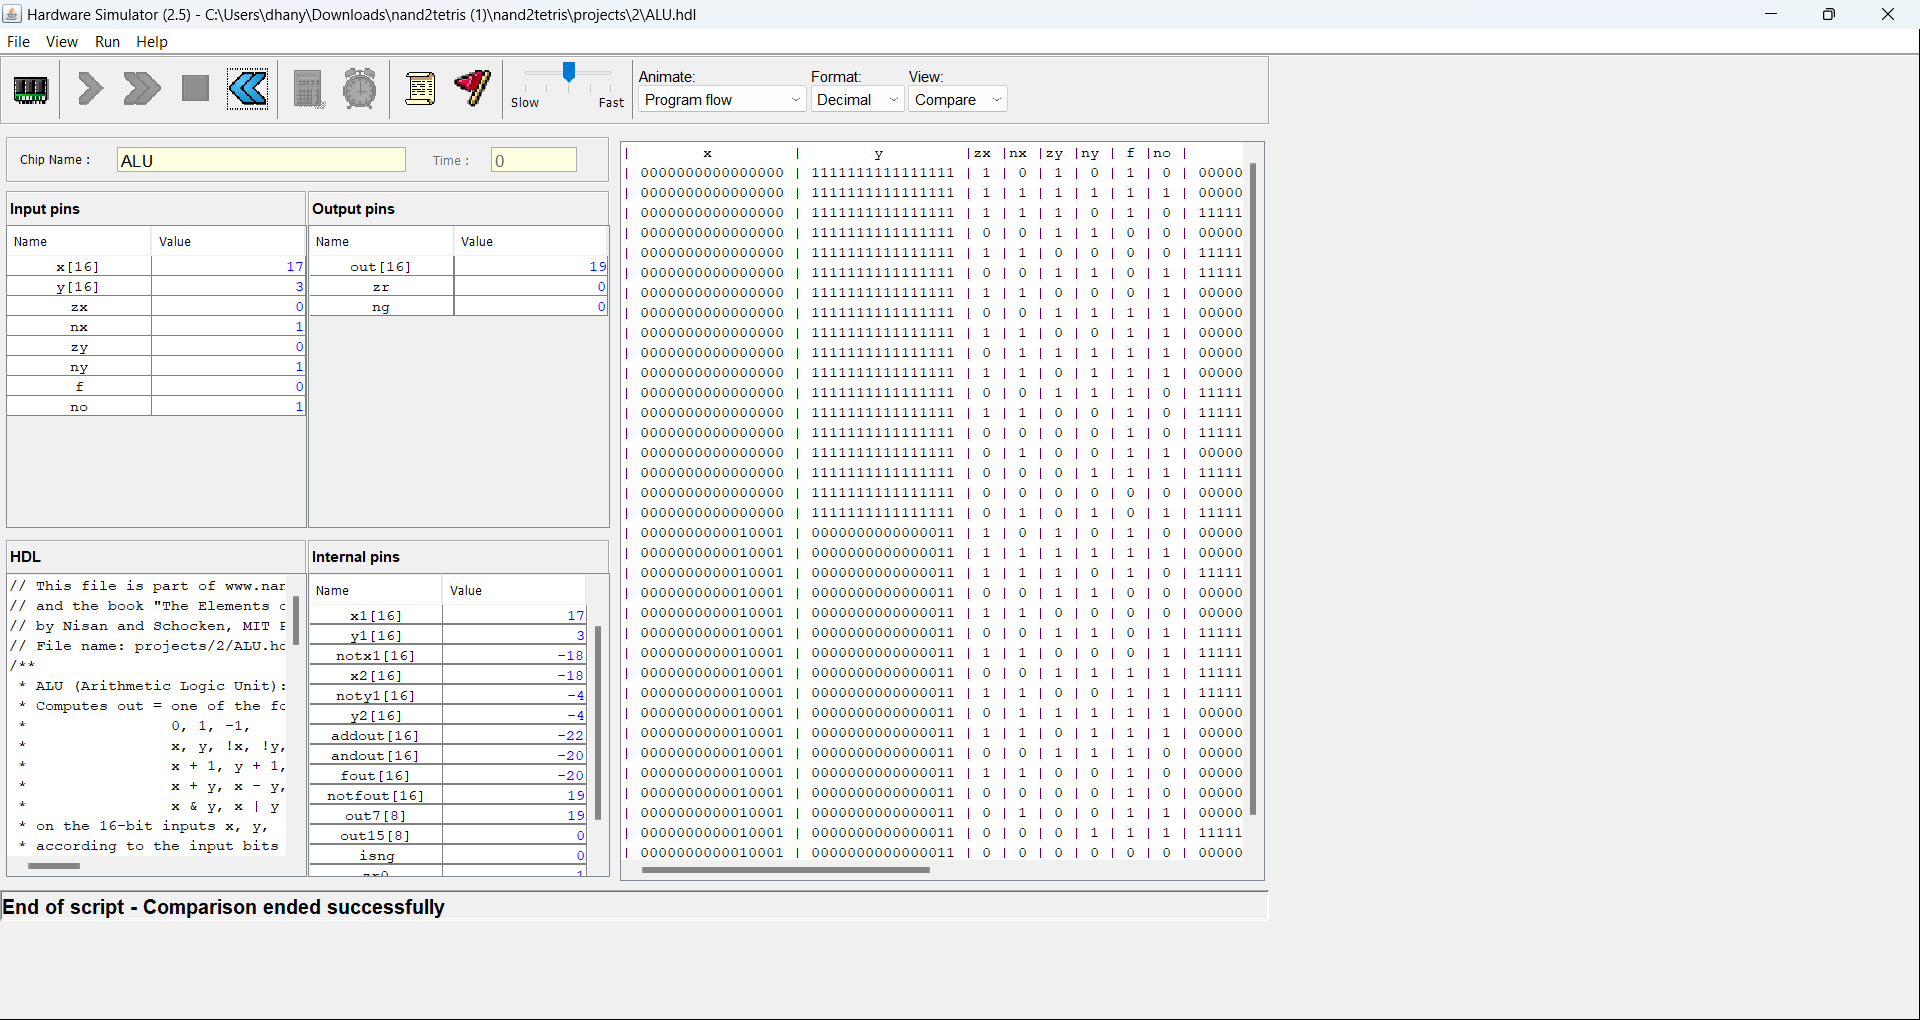 Hardware Simulator (2.5) - C:\Users\dhany\Downloads\nand2tetris (1)\nand2tetris\projects\2\ALU.hdl
File View Run Help
Animate: Format: View:
Slow Fast Program flow Decimal Compare
Chip Name : ALU Time : 0
Input pins
Name Value
x[16] 17
y[16] 3
zx 0
nx 1
zy 0
ny 1
f 0
no 1
Output pins
Name Value
out[16] 19
zr 0
ng 0
HDL
// This file is part of www.nan
// and the book "The Elements o
// by Nisan and Schocken, MIT P
// File name: projects/2/ALU.hd
/**
* ALU (Arithmetic Logic Unit):
* Computes out = one of the fo
* 0, 1, -1,
* x, y, !x, !y,
* x + 1, y + 1,
* x + y, x - y,
* x & y, x | y
* on the 16-bit inputs x, y,
* according to the input bits
Internal pins
Name Value
x1[16] 17
y1[16] 3
notx1[16] -18
x2[16] -18
noty1[16] -4
y2[16] -4
addout[16] -22
andout[16] -20
fout[16] -20
notfout[16] 19
out7[8] 19
out15[8] 0
isng 0
zr0 1
| x | y |zx |nx |zy |ny | f |no |
| 0000000000000000 | 1111111111111111 | 1 | 0 | 1 | 0 | 1 | 0 | 00000
| 0000000000000000 | 1111111111111111 | 1 | 1 | 1 | 1 | 1 | 1 | 00000
| 0000000000000000 | 1111111111111111 | 1 | 1 | 1 | 0 | 1 | 0 | 11111
| 0000000000000000 | 1111111111111111 | 0 | 0 | 1 | 1 | 0 | 0 | 00000
| 0000000000000000 | 1111111111111111 | 1 | 1 | 0 | 0 | 0 | 0 | 11111
| 0000000000000000 | 1111111111111111 | 0 | 0 | 1 | 1 | 0 | 1 | 11111
| 0000000000000000 | 1111111111111111 | 1 | 1 | 0 | 0 | 0 | 1 | 00000
| 0000000000000000 | 1111111111111111 | 0 | 0 | 1 | 1 | 1 | 1 | 00000
| 0000000000000000 | 1111111111111111 | 1 | 1 | 0 | 0 | 1 | 1 | 00000
| 0000000000000000 | 1111111111111111 | 0 | 1 | 1 | 1 | 1 | 1 | 00000
| 0000000000000000 | 1111111111111111 | 1 | 1 | 0 | 1 | 1 | 1 | 00000
| 0000000000000000 | 1111111111111111 | 0 | 0 | 1 | 1 | 1 | 0 | 11111
| 0000000000000000 | 1111111111111111 | 1 | 1 | 0 | 0 | 1 | 0 | 11111
| 0000000000000000 | 1111111111111111 | 0 | 0 | 0 | 0 | 1 | 0 | 11111
| 0000000000000000 | 1111111111111111 | 0 | 1 | 0 | 0 | 1 | 1 | 00000
| 0000000000000000 | 1111111111111111 | 0 | 0 | 0 | 1 | 1 | 1 | 11111
| 0000000000000000 | 1111111111111111 | 0 | 0 | 0 | 0 | 0 | 0 | 00000
| 0000000000000000 | 1111111111111111 | 0 | 1 | 0 | 1 | 0 | 1 | 11111
| 0000000000010001 | 0000000000000011 | 1 | 0 | 1 | 0 | 1 | 0 | 00000
| 0000000000010001 | 0000000000000011 | 1 | 1 | 1 | 1 | 1 | 1 | 00000
| 0000000000010001 | 0000000000000011 | 1 | 1 | 1 | 0 | 1 | 0 | 11111
| 0000000000010001 | 0000000000000011 | 0 | 0 | 1 | 1 | 0 | 0 | 00000
| 0000000000010001 | 0000000000000011 | 1 | 1 | 0 | 0 | 0 | 0 | 00000
| 0000000000010001 | 0000000000000011 | 0 | 0 | 1 | 1 | 0 | 1 | 11111
| 0000000000010001 | 0000000000000011 | 1 | 1 | 0 | 0 | 0 | 1 | 11111
| 0000000000010001 | 0000000000000011 | 0 | 0 | 1 | 1 | 1 | 1 | 11111
| 0000000000010001 | 0000000000000011 | 1 | 1 | 0 | 0 | 1 | 1 | 11111
| 0000000000010001 | 0000000000000011 | 0 | 1 | 1 | 1 | 1 | 1 | 00000
| 0000000000010001 | 0000000000000011 | 1 | 1 | 0 | 1 | 1 | 1 | 00000
| 0000000000010001 | 0000000000000011 | 0 | 0 | 1 | 1 | 1 | 0 | 00000
| 0000000000010001 | 0000000000000011 | 1 | 1 | 0 | 0 | 1 | 0 | 00000
| 0000000000010001 | 0000000000000011 | 0 | 0 | 0 | 0 | 1 | 0 | 00000
| 0000000000010001 | 0000000000000011 | 0 | 1 | 0 | 0 | 1 | 1 | 00000
| 0000000000010001 | 0000000000000011 | 0 | 0 | 0 | 1 | 1 | 1 | 11111
| 0000000000010001 | 0000000000000011 | 0 | 0 | 0 | 0 | 0 | 0 | 00000
End of script - Comparison ended successfully